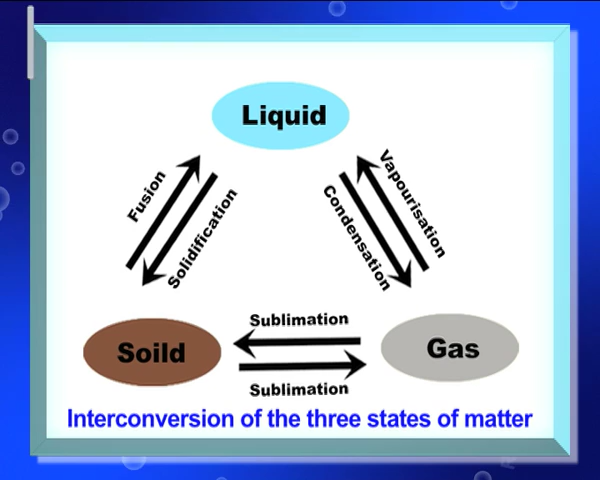 Liquid
Fusion
Solidification
Condensation
Vapourisation
Sublimation
Soild
Gas
Sublimation
Interconversion of the three states of matter